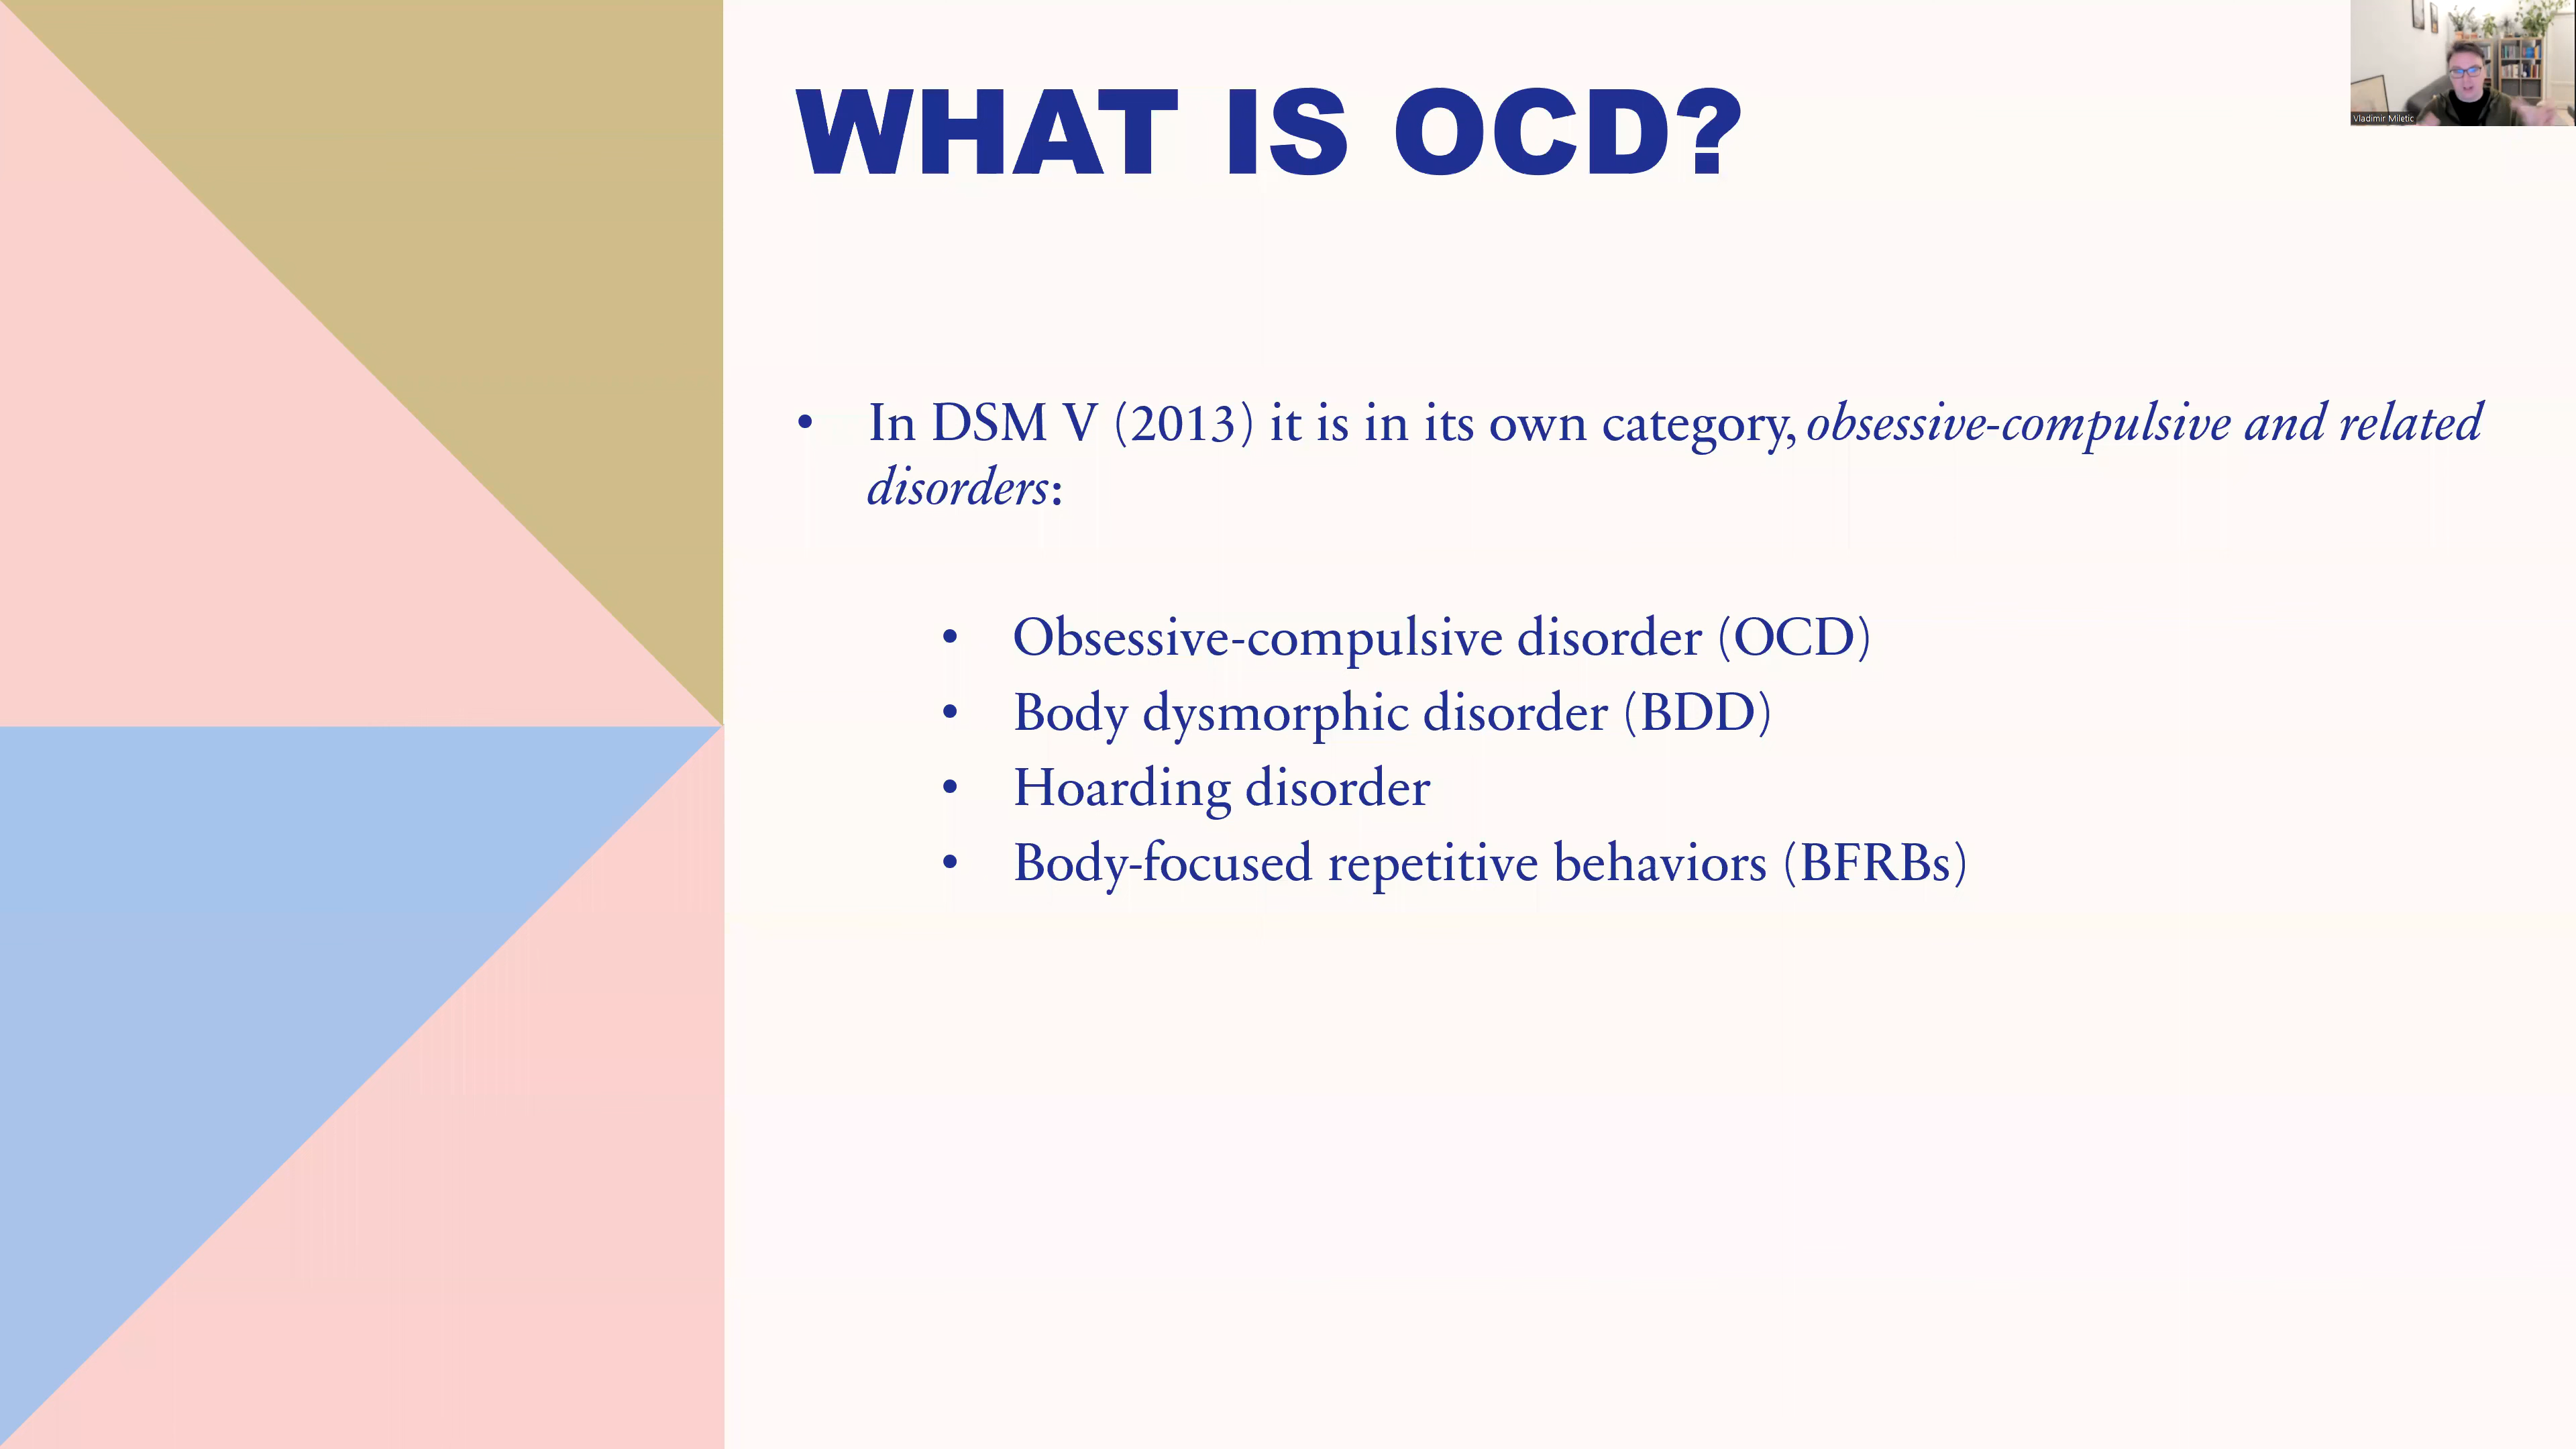 WHAT IS OCD?
Vladimir Miletic
• In DSM V (2013) it is in its own category, obsessive-compulsive and related
disorders:
• Obsessive-compulsive disorder (OCD)
• Body dysmorphic disorder (BDD)
• Hoarding disorder
• Body-focused repetitive behaviors (BFRBs)